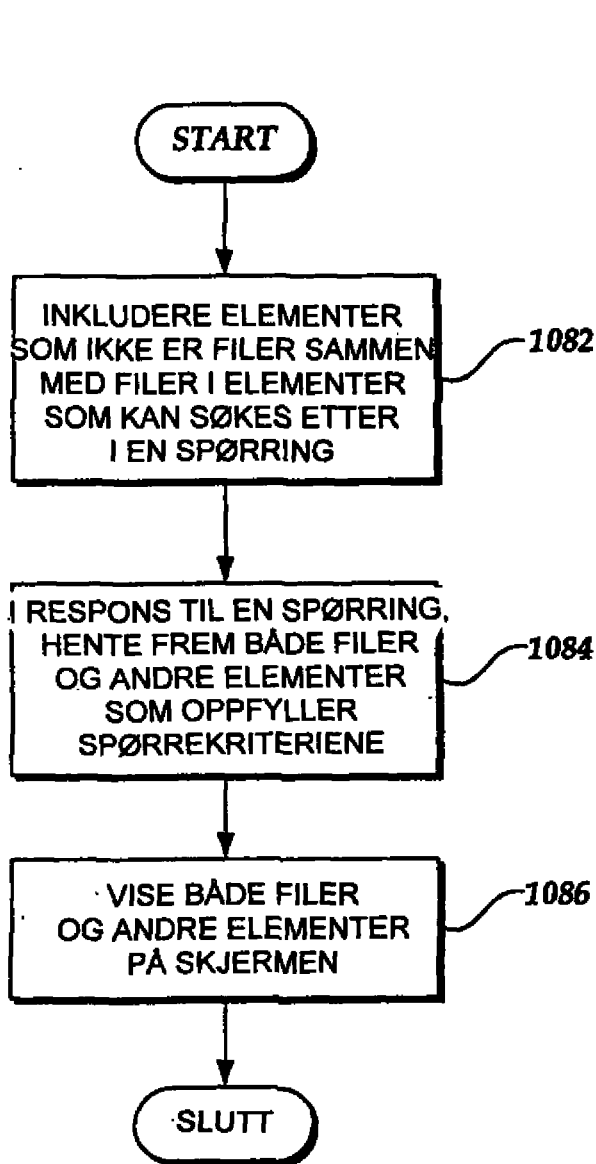 START
INKLUDERE ELEMENTER
SOM IKKE ER FILER SAMMEN
MED FILER I ELEMENTER
SOM KAN SØKES ETTER
I EN SPØRRING
1082
I RESPONS TIL EN SPØRRING,
HENTE FREM BÅDE FILER
OG ANDRE ELEMENTER
SOM OPPFYLLER
SPØRREKRITERIENE
1084
VISE BÅDE FILER
OG ANDRE ELEMENTER
PÅ SKJERMEN
1086
SLUTT